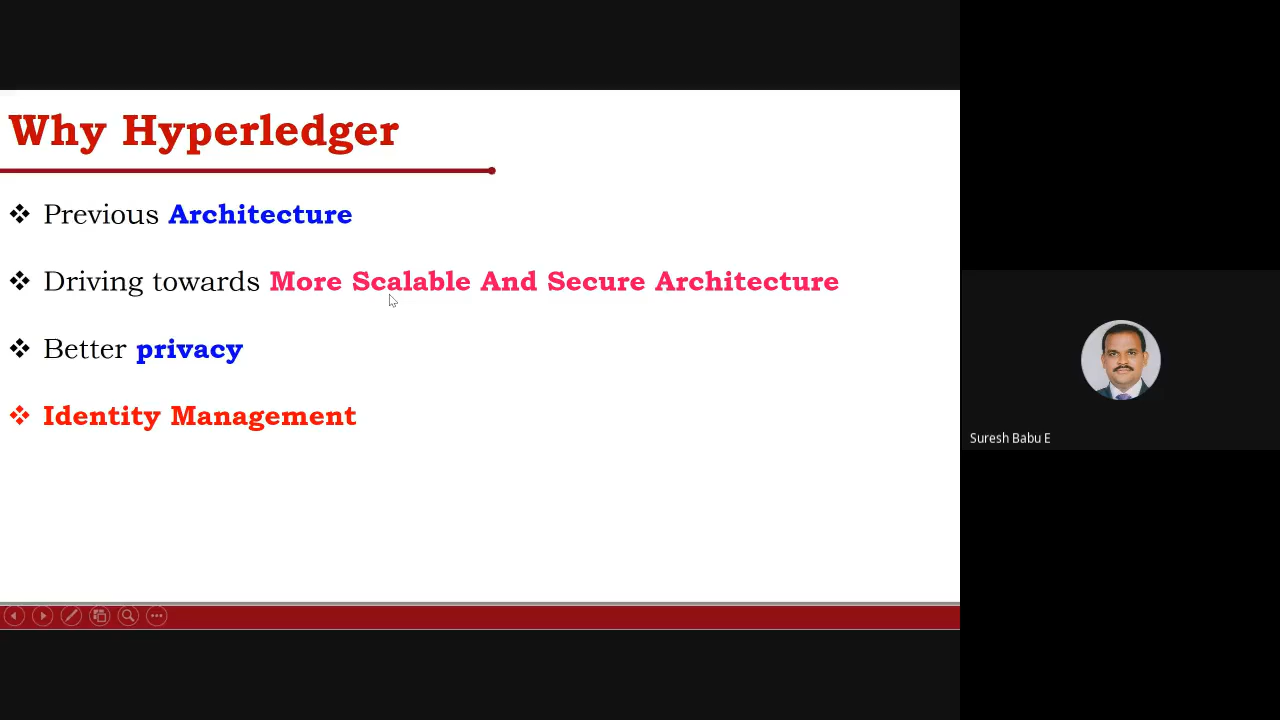 Why Hyperledger
Previous Architecture
Driving towards More Scalable And Secure Architecture
Better privacy
Identity Management
Suresh Babu E